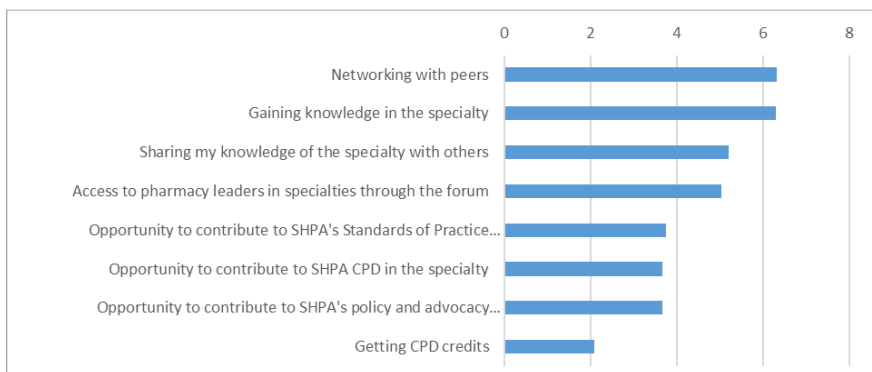 0 2 4 6 8
Networking with peers
Gaining knowledge in the specialty
Sharing my knowledge of the specialty with others
Access to pharmacy leaders in specialties through the forum
Opportunity to contribute to SHPA's Standards of Practice...
Opportunity to contribute to SHPA CPD in the specialty
Opportunity to contribute to SHPA's policy and advocacy...
Getting CPD credits